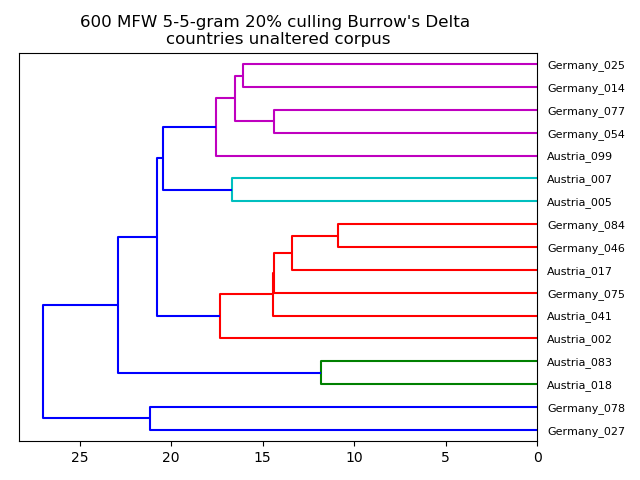 600 MFW 5-5-gram 20% culling Burrow's Delta
countries unaltered corpus
Germany_025
Germany_014
Germany_077
Germany_054
Austria_099
Austria_007
Austria_005
Germany_084
Germany_046
Austria_017
Germany_075
Austria_041
Austria_002
Austria_083
Austria_018
Germany_078
Germany_027
25 20 15 10 5 0